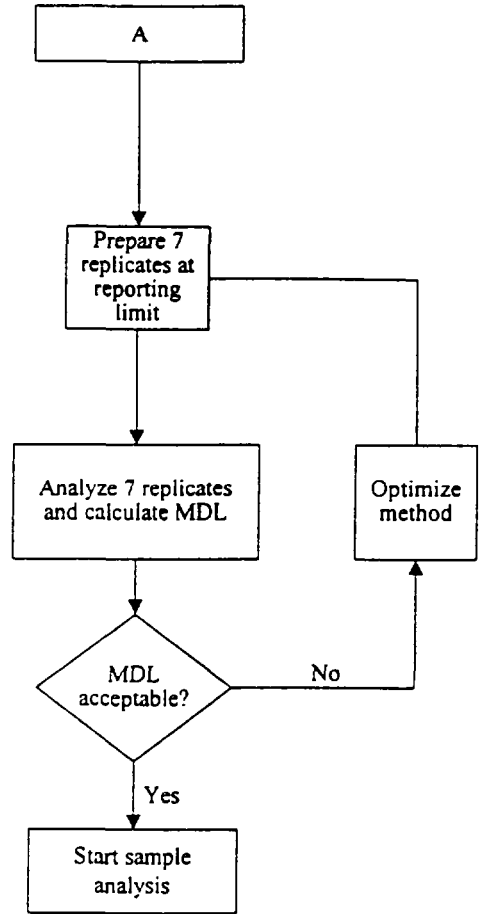 A
Prepare 7
replicates at
reporting
limit
Analyze 7 replicates
and calculate MDL
Optimize
method
MDL
acceptable?
No
Yes
Start sample
analysis